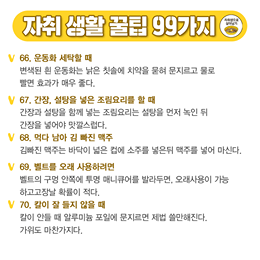 자취 생활 꿀팁 99가지
66, 운동화 세탁할 때
변색된 흰 운동화는 낡은 칫솔에 치약을 묻혀 문지르고 물로
빨면 효과가 매우 좋다.
67, 간장, 설탕을 넣은 조림요리를 할 때
간장과 설탕을 함께 넣는 조림요리는 설탕을 먼저 녹인 뒤
간장을 넣어야 맛깔스럽다.
68, 먹다 남아 김 빠진 맥주
김빠진 맥주는 바닥이 넓은 컵에 소주를 넣은뒤 맥주를 넣어 마신다.
69, 벨트를 오래 사용하려면
벨트의 구멍 안쪽에 투명 매니큐어를 발라두면, 오래사용이 가능
하고고장날 확률이 적다.
70, 칼이 잘 들지 않을 때
칼이 안들 때 알루미늄 포일에 문지르면 제법 쓸만해진다.
가위도 마찬가지다.